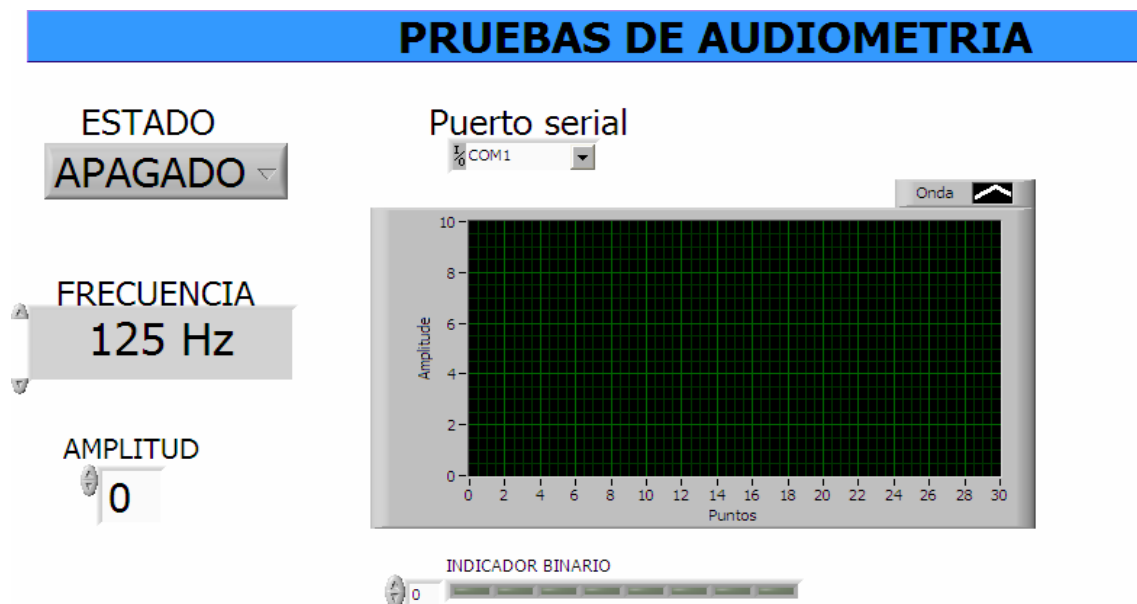 PRUEBAS DE AUDIOMETRIA
ESTADO
APAGADO
Puerto serial
I/O COM1
Onda
FRECUENCIA
125 Hz
AMPLITUD
0
Amplitude
10
8
6
4
2
0
0 2 4 6 8 10 12 14 16 18 20 22 24 26 28 30
Puntos
INDICADOR BINARIO
0